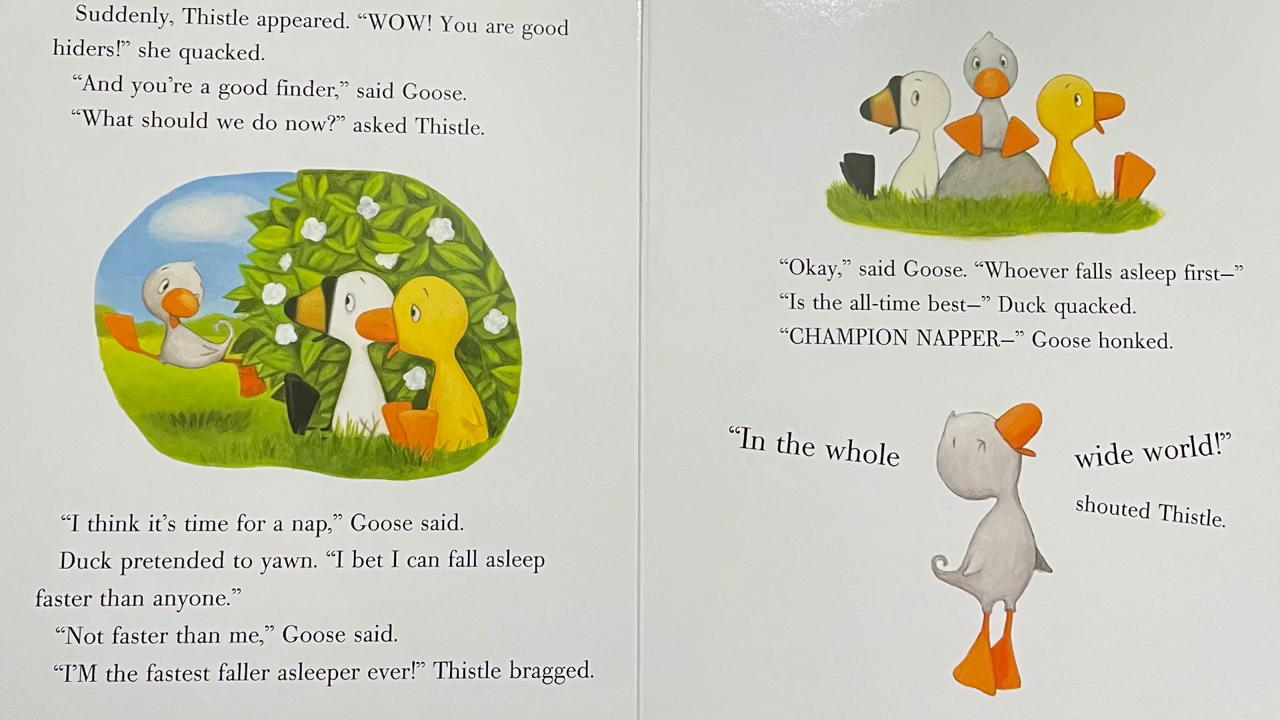 Suddenly, Thistle appeared. “WOW! You are good
hiders!” she quacked.
“And you’re a good finder,” said Goose.
“What should we do now?” asked Thistle.
“I think it’s time for a nap,” Goose said.
Duck pretended to yawn. “I bet I can fall asleep
faster than anyone.”
“Not faster than me,” Goose said.
“I’M the fastest faller asleeper ever!” Thistle bragged.
“Okay,” said Goose. “Whoever falls asleep first—”
“Is the all-time best—” Duck quacked.
“CHAMPION NAPPER—” Goose honked.
“In the whole wide world!”
shouted Thistle.